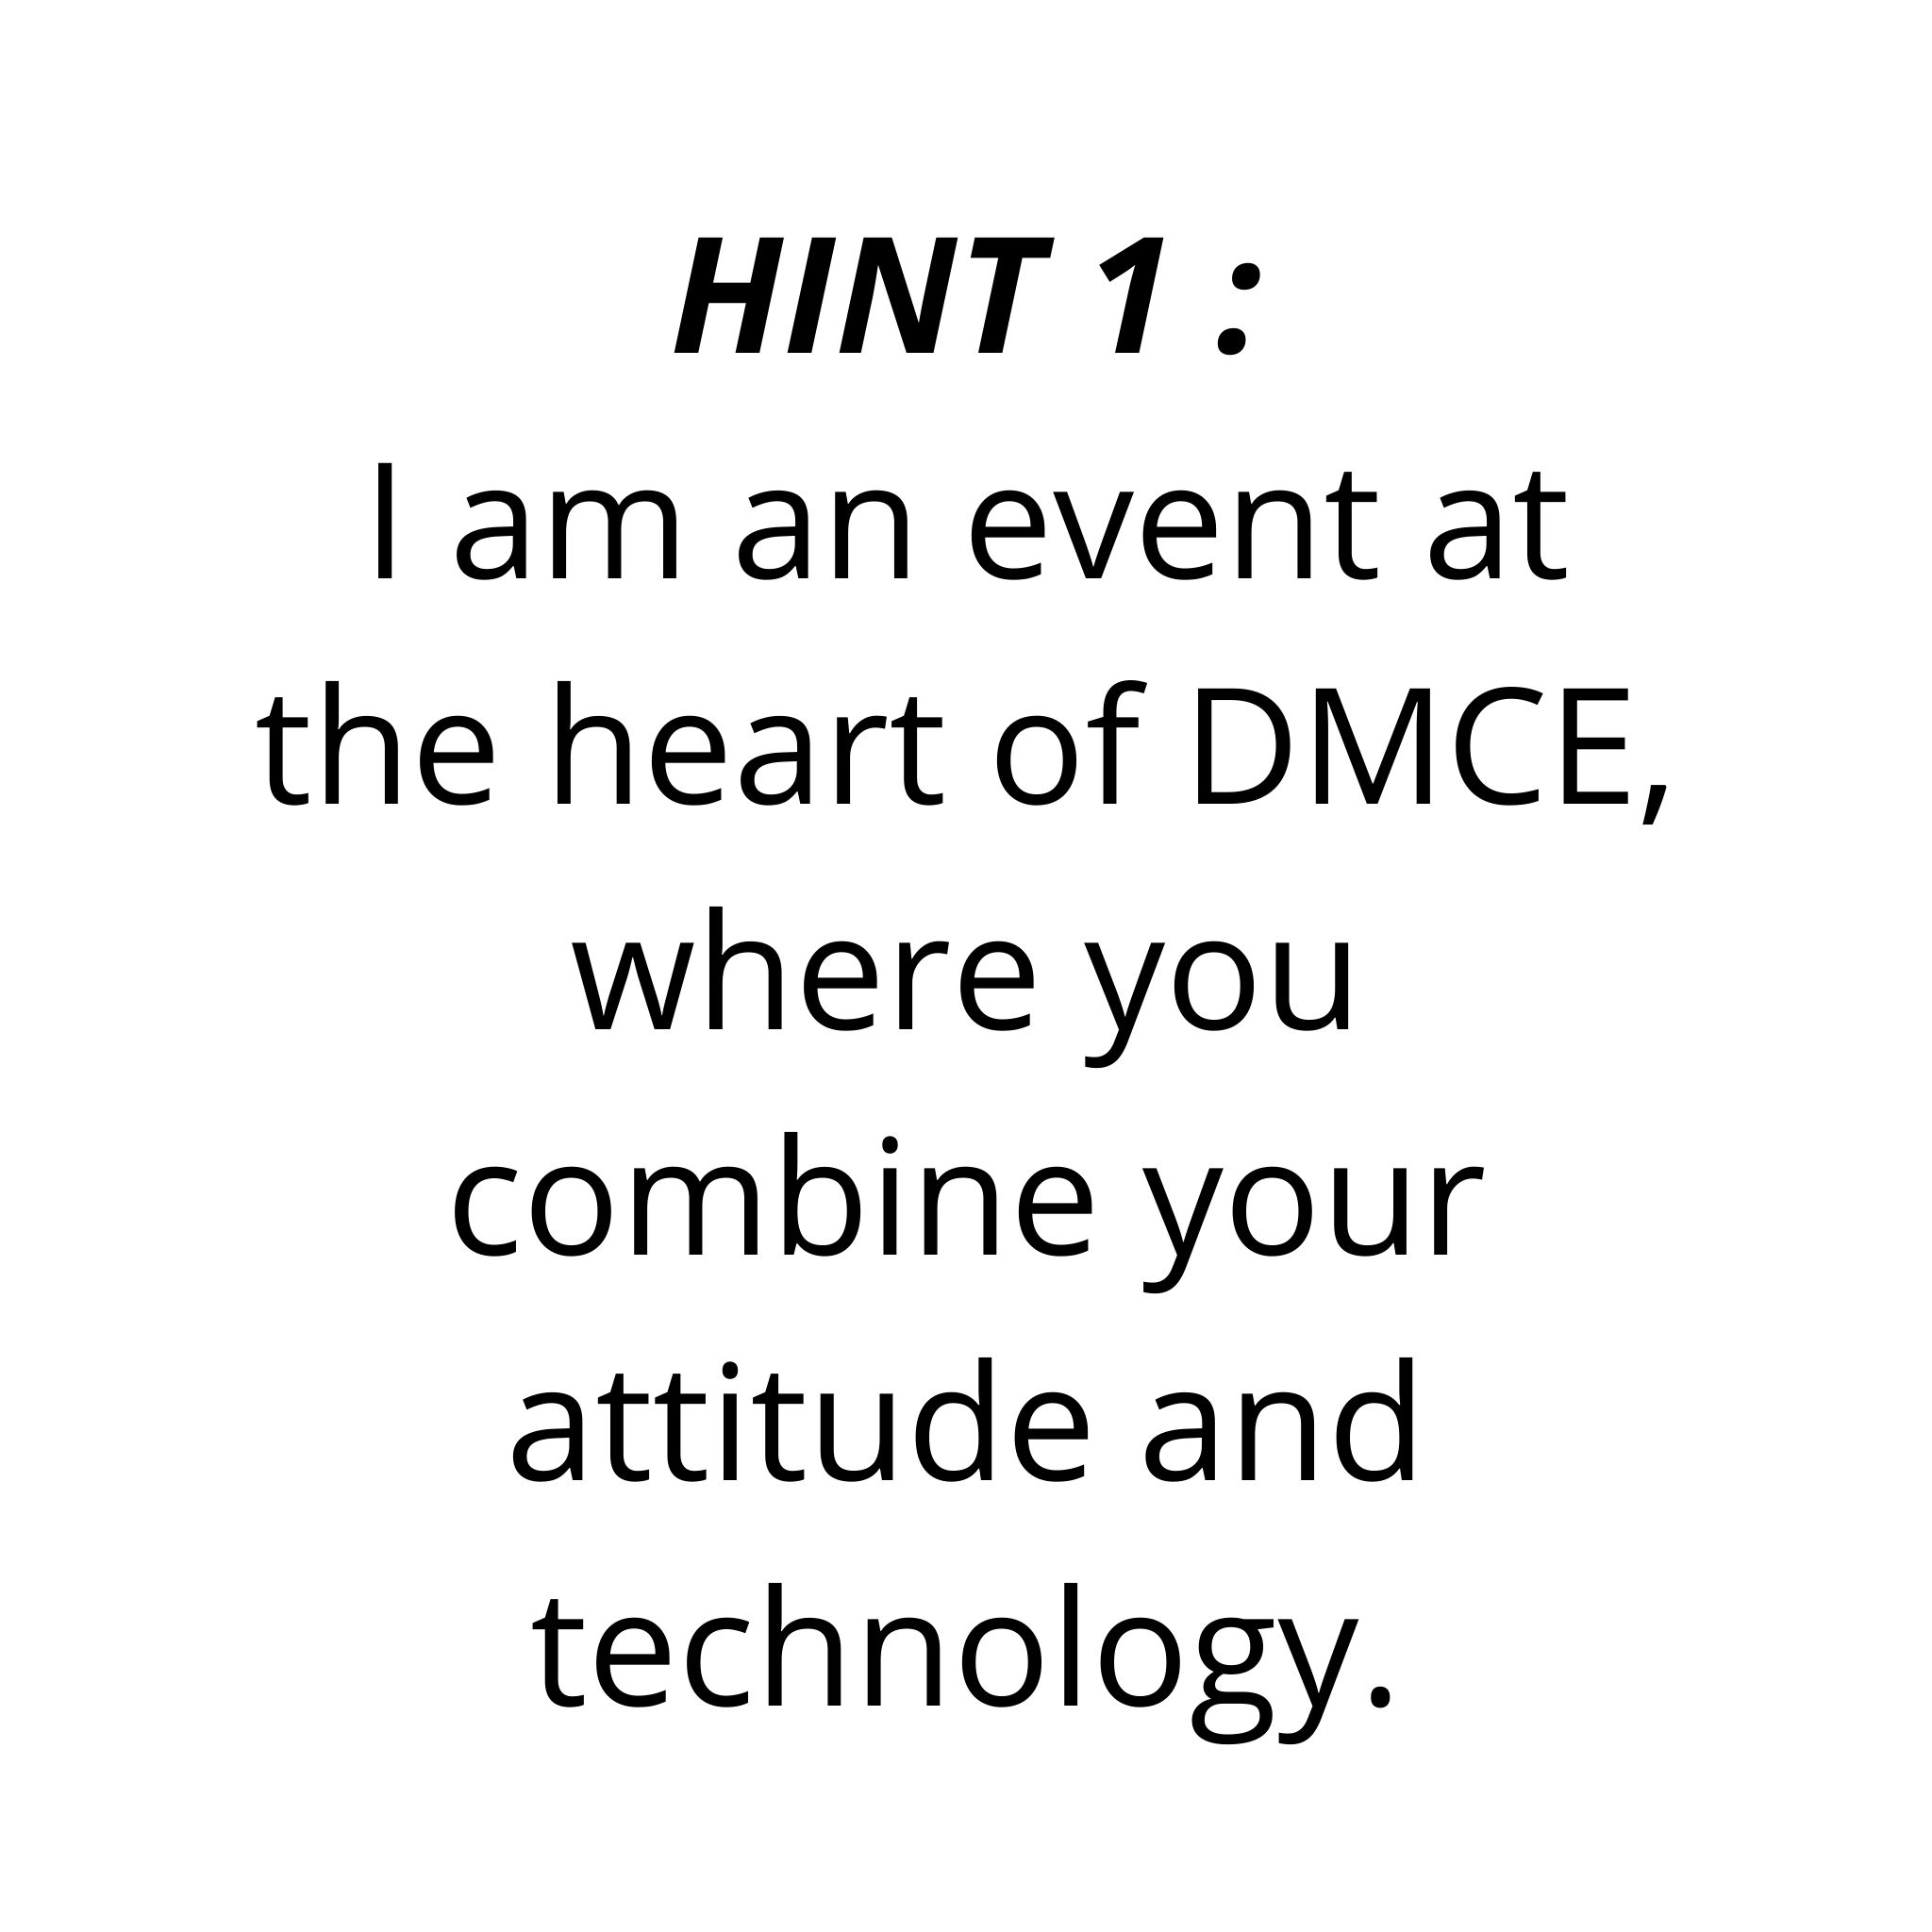 HINT 1 :
I am an event at
the heart of DMCE,
where you
combine your
attitude and
technology.